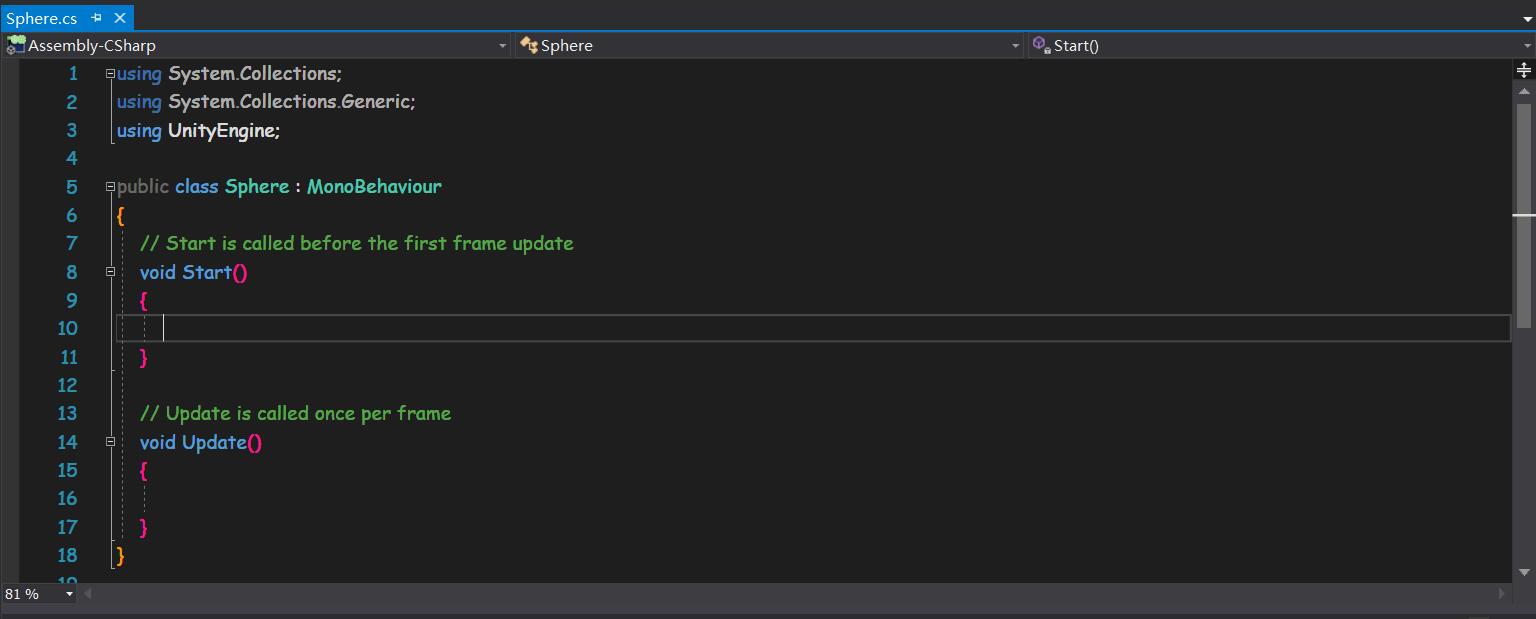 Sphere.cs
Assembly-CSharp
Sphere
Start()
1 using System.Collections;
2 using System.Collections.Generic;
3 using UnityEngine;
4
5 public class Sphere : MonoBehaviour
6 {
7 // Start is called before the first frame update
8 void Start()
9 {
10
11 }
12
13 // Update is called once per frame
14 void Update()
15 {
16
17 }
18 }
19
81 %